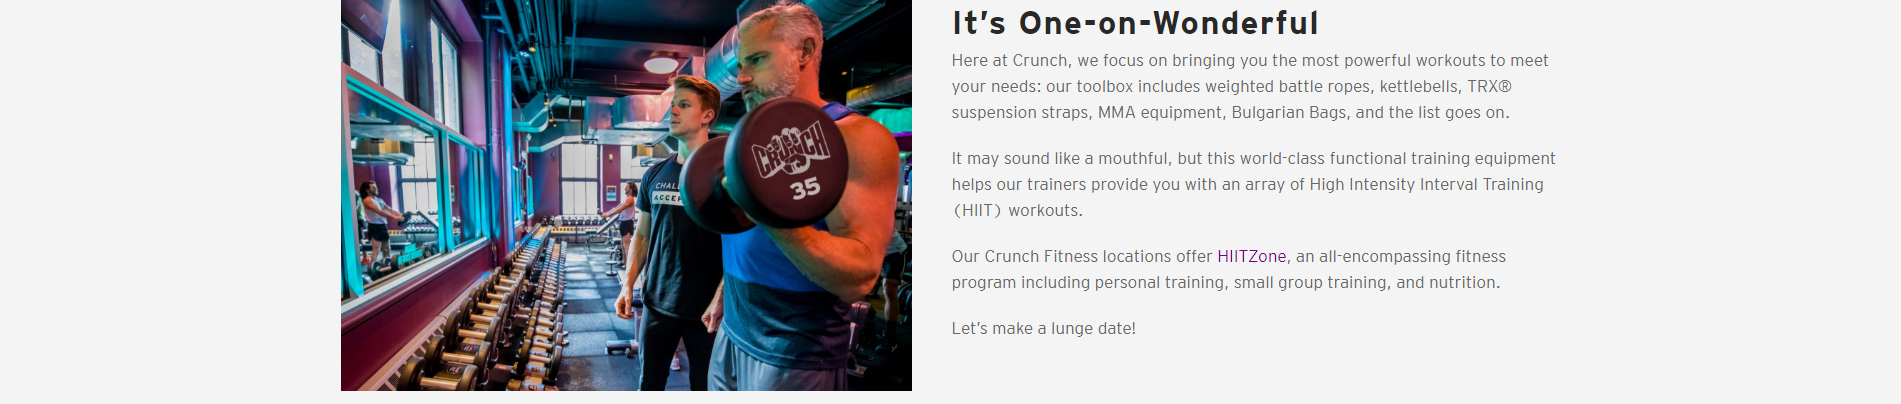 It's One-on-Wonderful
Here at Crunch, we focus on bringing you the most powerful workouts to meet
your needs: our toolbox includes weighted battle ropes, kettlebells, TRX®
suspension straps, MMA equipment, Bulgarian Bags, and the list goes on.
It may sound like a mouthful, but this world-class functional training equipment
helps our trainers provide you with an array of High Intensity Interval Training
(HIIT) workouts.
Our Crunch Fitness locations offer HIITZone, an all-encompassing fitness
program including personal training, small group training, and nutrition.
Let's make a lunge date!
CRUNCH
35